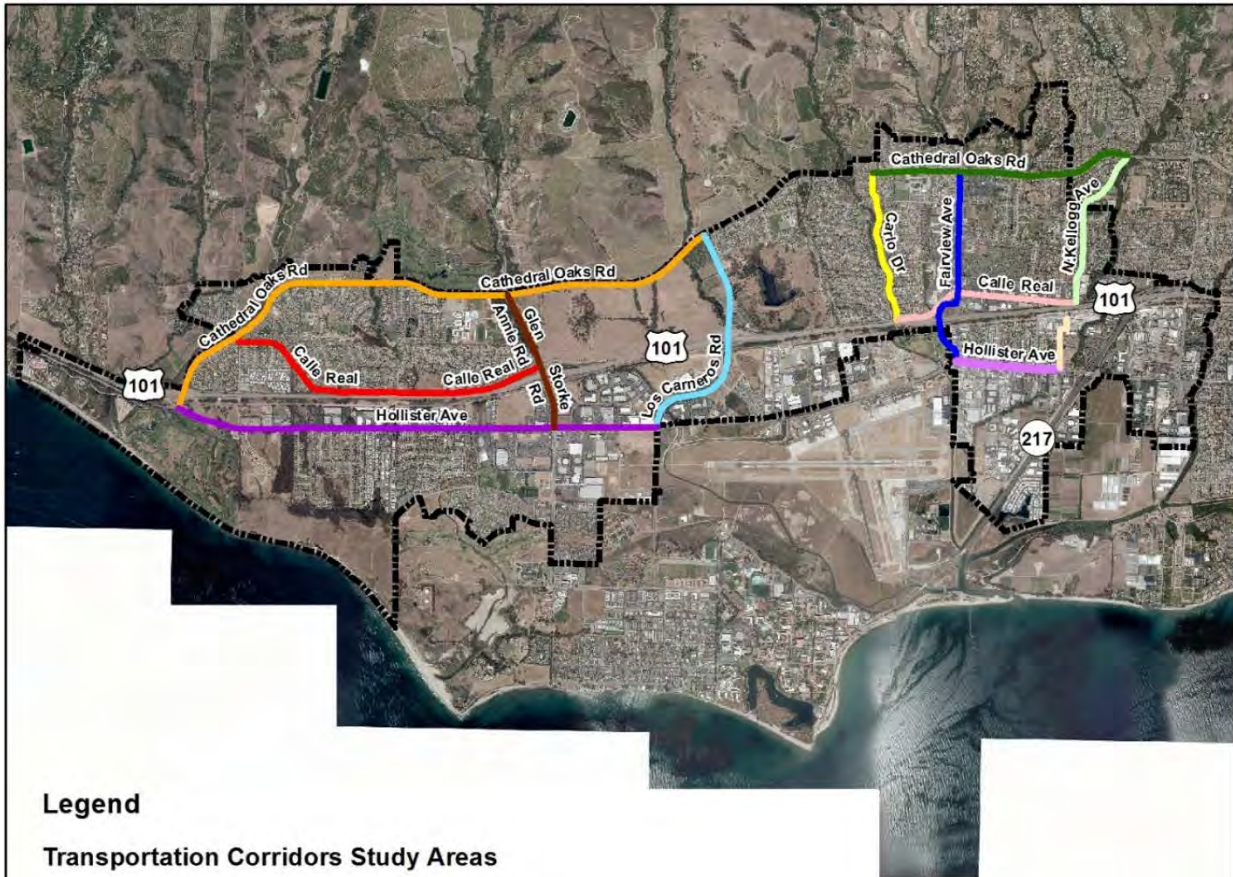 Cathedral Oaks Rd
Cario Dr
Fairview Ave
N Kellogg Ave
Calle Real
101
Hollister Ave
217
Cathedral Oaks Rd
Cathedral Oaks Rd
Glen
Annie Rd
Storke
Rd
101
Los Carneros Rd
Calle
Real
Calle Real
101
Hollister Ave
Legend
Transportation Corridors Study Areas